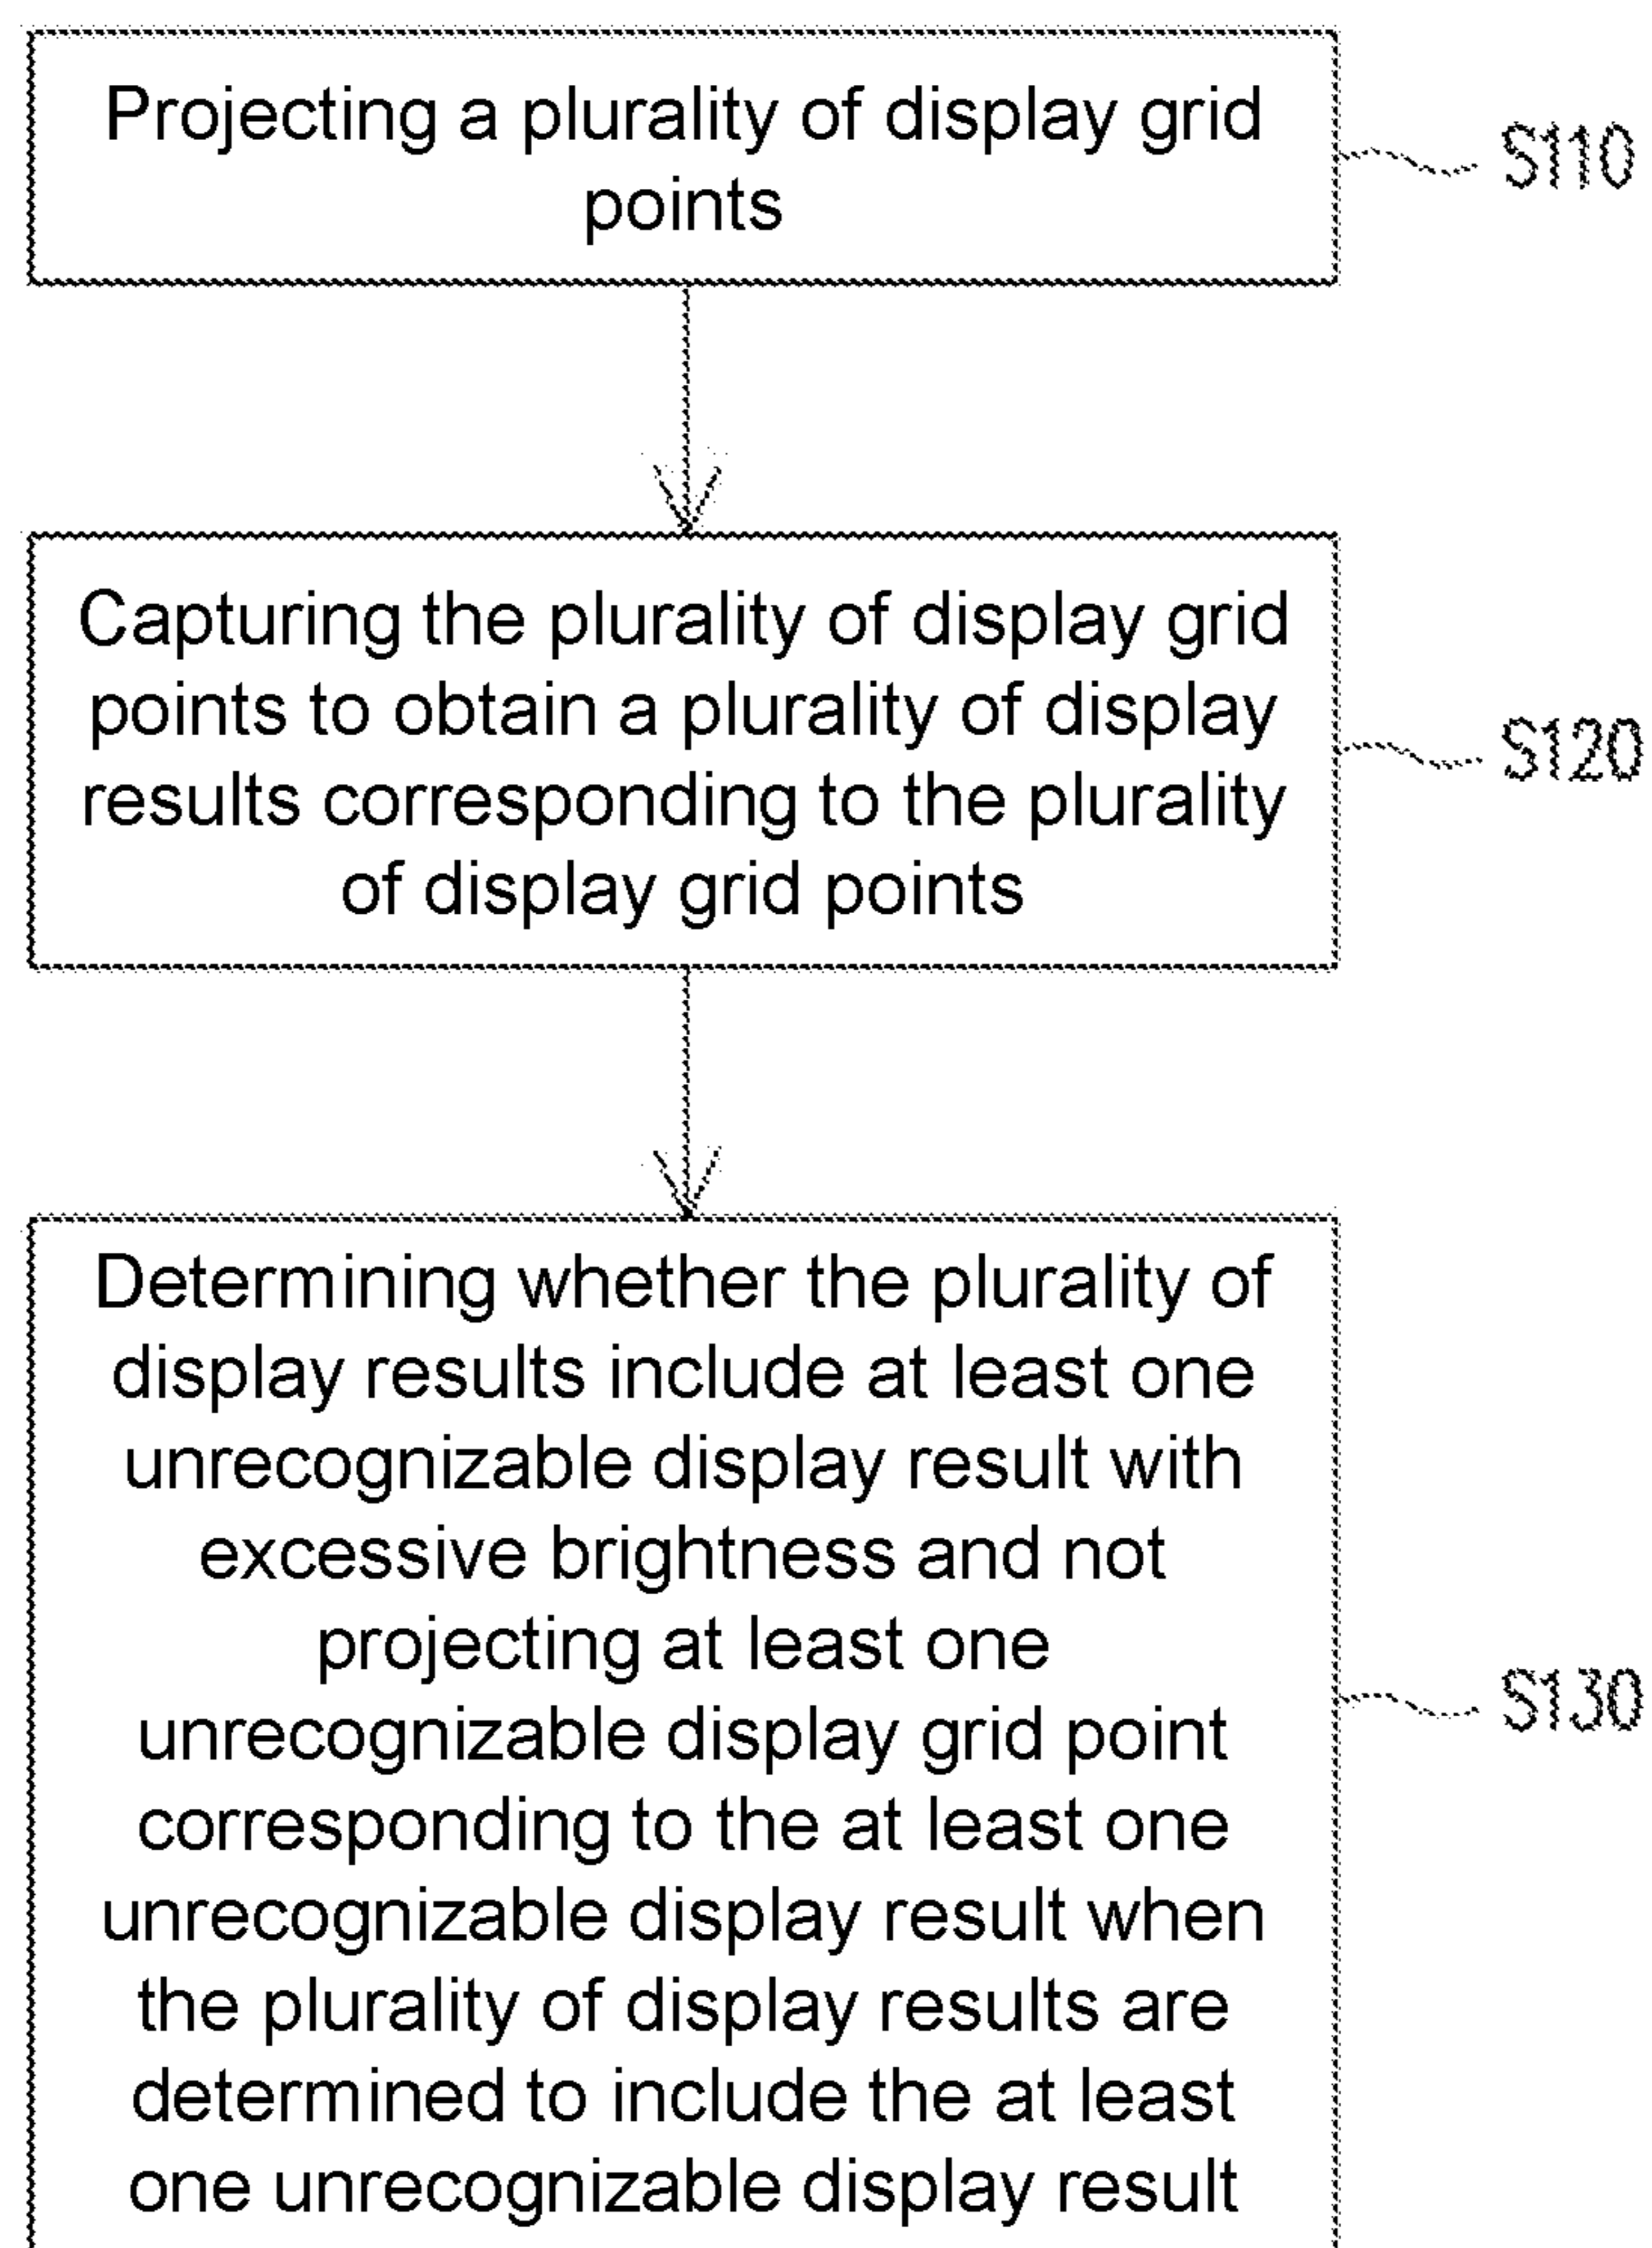 Projecting a plurality of display grid
points
S110
Capturing the plurality of display grid
points to obtain a plurality of display
results corresponding to the plurality
of display grid points
S120
Determining whether the plurality of
display results include at least one
unrecognizable display result with
excessive brightness and not
projecting at least one
unrecognizable display grid point
corresponding to the at least one
unrecognizable display result when
the plurality of display results are
determined to include the at least
one unrecognizable display result
S130